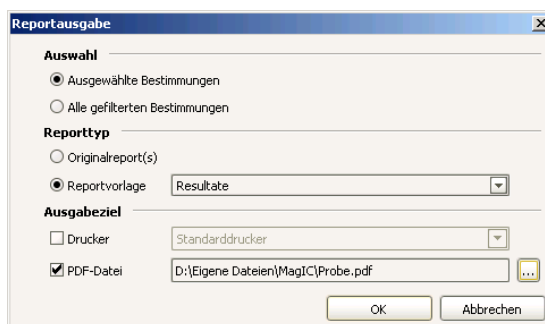 Reportausgabe
Auswahl
Ausgewählte Bestimmungen
Alle gefilterten Bestimmungen
Reporttyp
Originalreport(s)
Reportvorlage Resultate
Ausgabeziel
Drucker Standarddrucker
PDF-Datei D:\Eigene Dateien\MagIC\Probe.pdf ...
OK Abbrechen